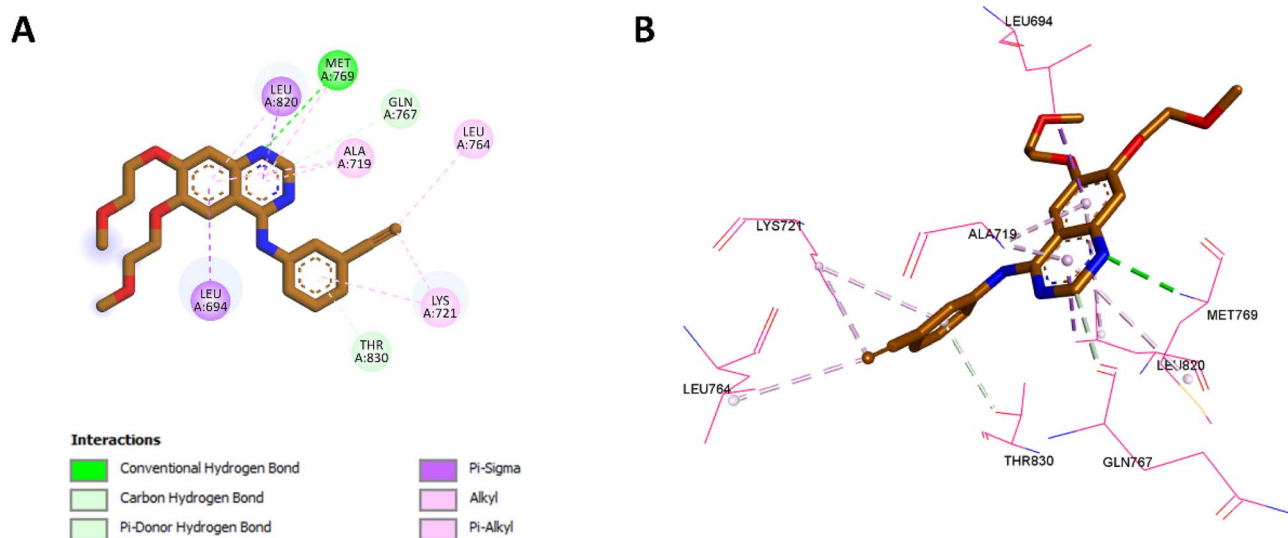 A
MET
A:769
LEU
A:820
GLN
A:767
LEU
A:764
ALA
A:719
LYS
A:721
LEU
A:694
THR
A:830
Interactions
Conventional Hydrogen Bond
Carbon Hydrogen Bond
Pi-Donor Hydrogen Bond
Pi-Sigma
Alkyl
Pi-Alkyl
B
LEU694
LYS721
ALA719
MET769
LEU820
LEU764
THR830
GLN767